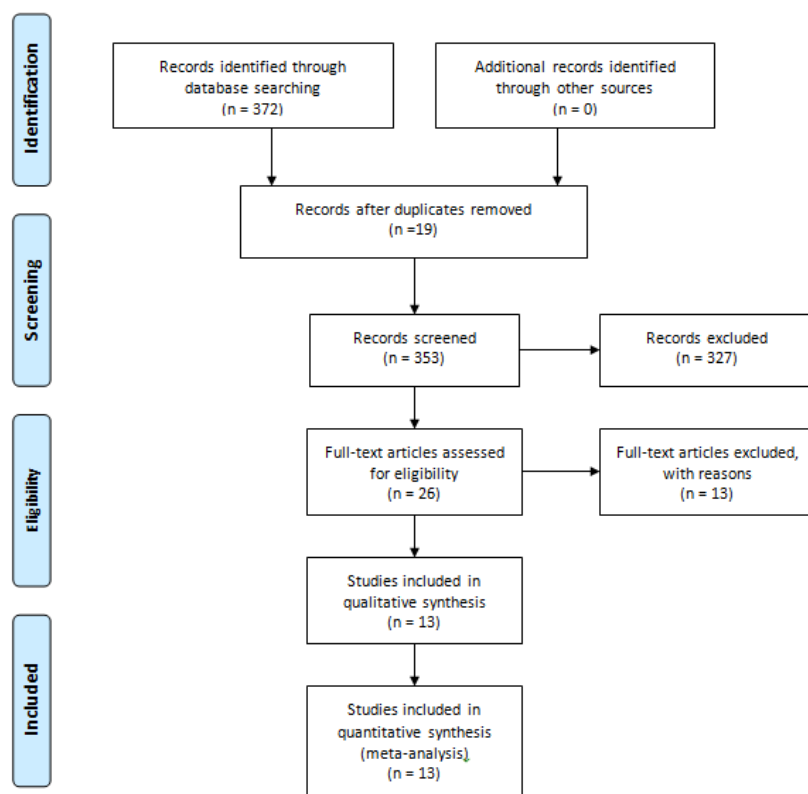 Identification
Records identified through
database searching
(n = 372)
Additional records identified
through other sources
(n = 0)
Records after duplicates removed
(n =19)
Screening
Records screened
(n = 353)
Records excluded
(n = 327)
Eligibility
Full-text articles assessed
for eligibility
(n = 26)
Full-text articles excluded,
with reasons
(n = 13)
Studies included in
qualitative synthesis
(n = 13)
Included
Studies included in
quantitative synthesis
(meta-analysis)
(n = 13)